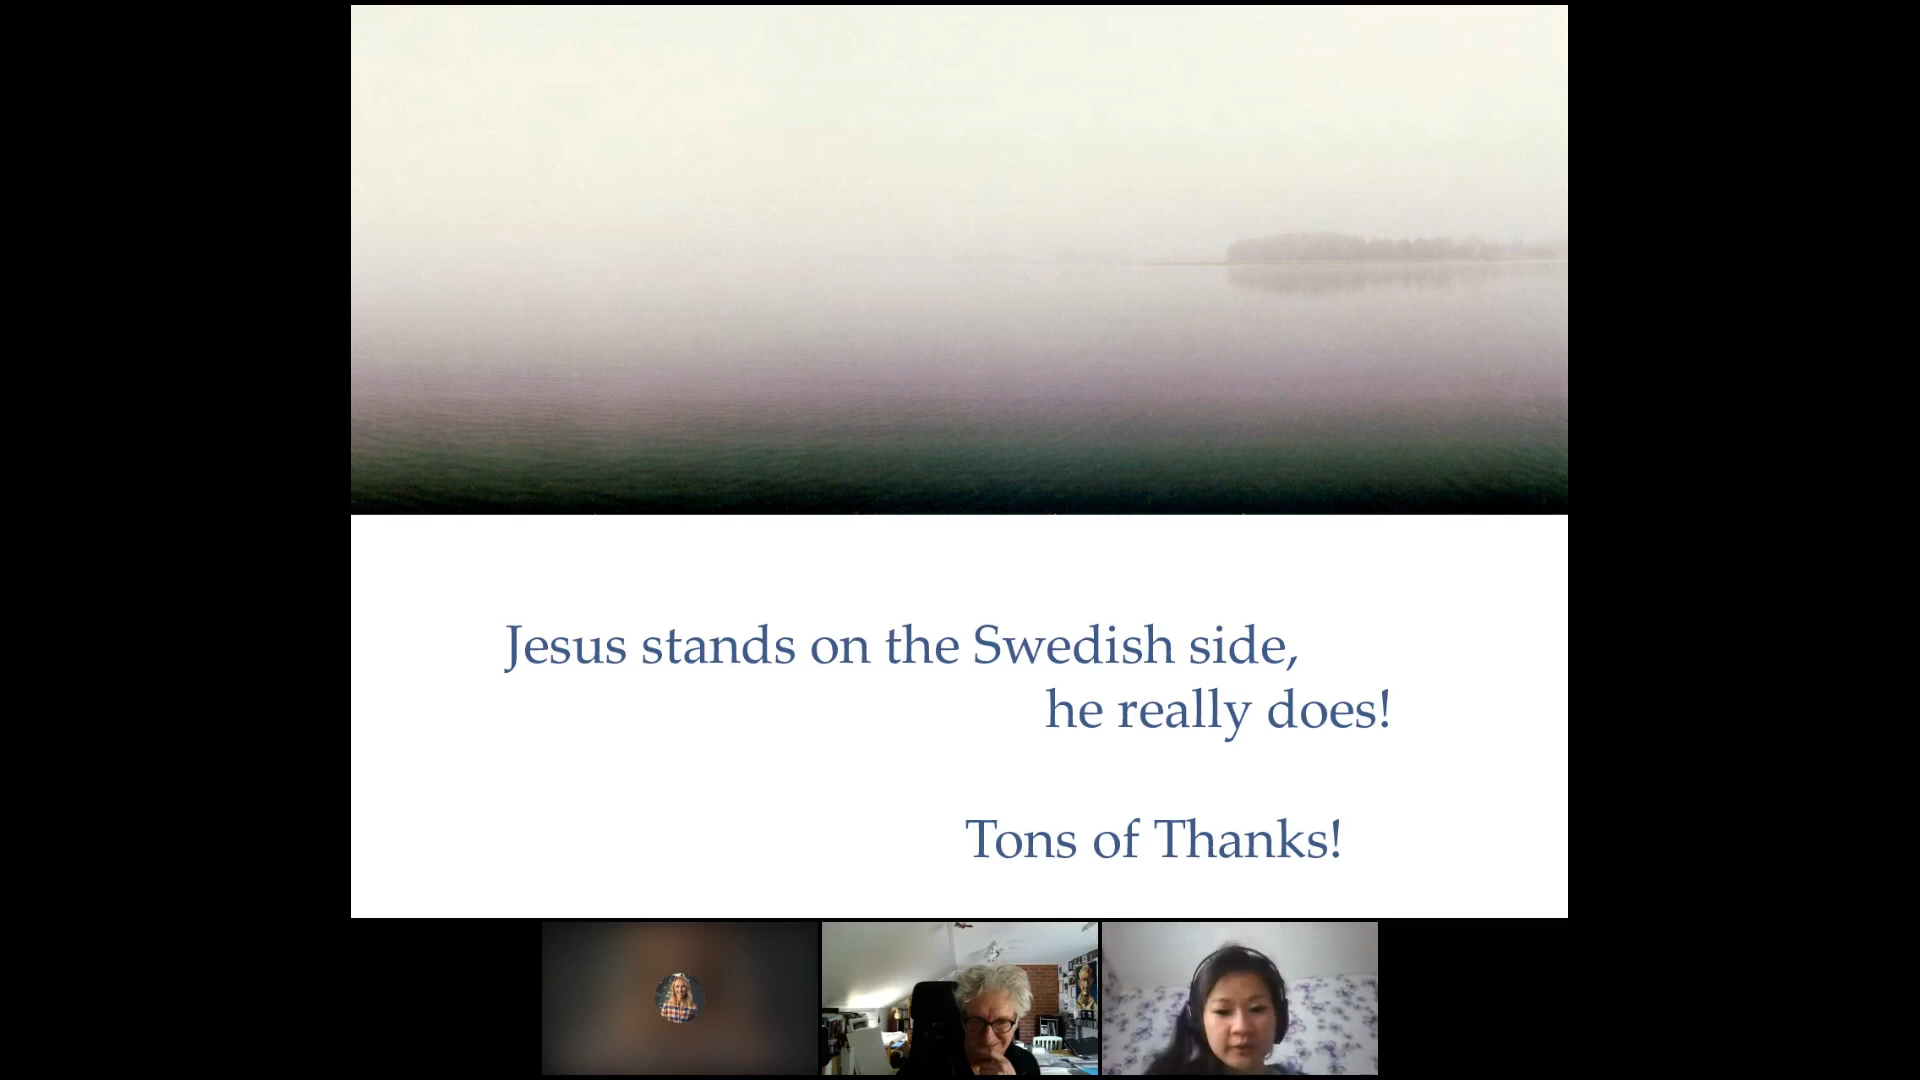 Jesus stands on the Swedish side,
he really does!
Tons of Thanks!